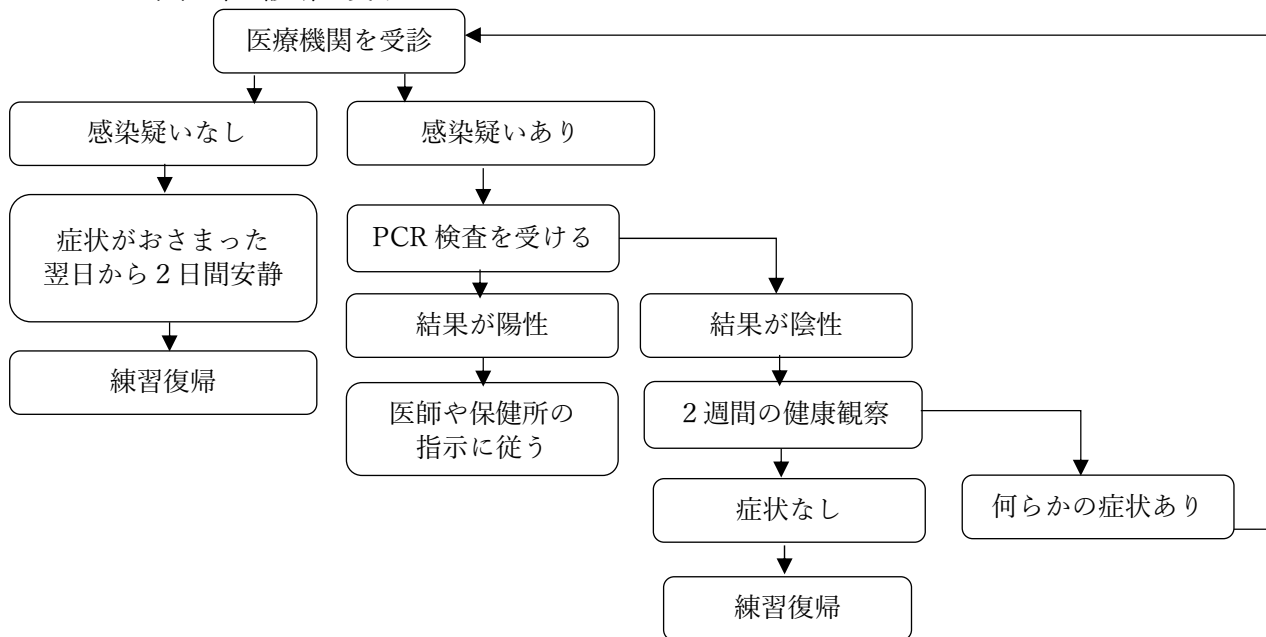 医療機関を受診
感染疑いなし
感染疑いあり
症状がおさまった
翌日から２日間安静
PCR 検査を受ける
結果が陽性
結果が陰性
練習復帰
医師や保健所の
指示に従う
２週間の健康観察
症状なし
何らかの症状あり
練習復帰